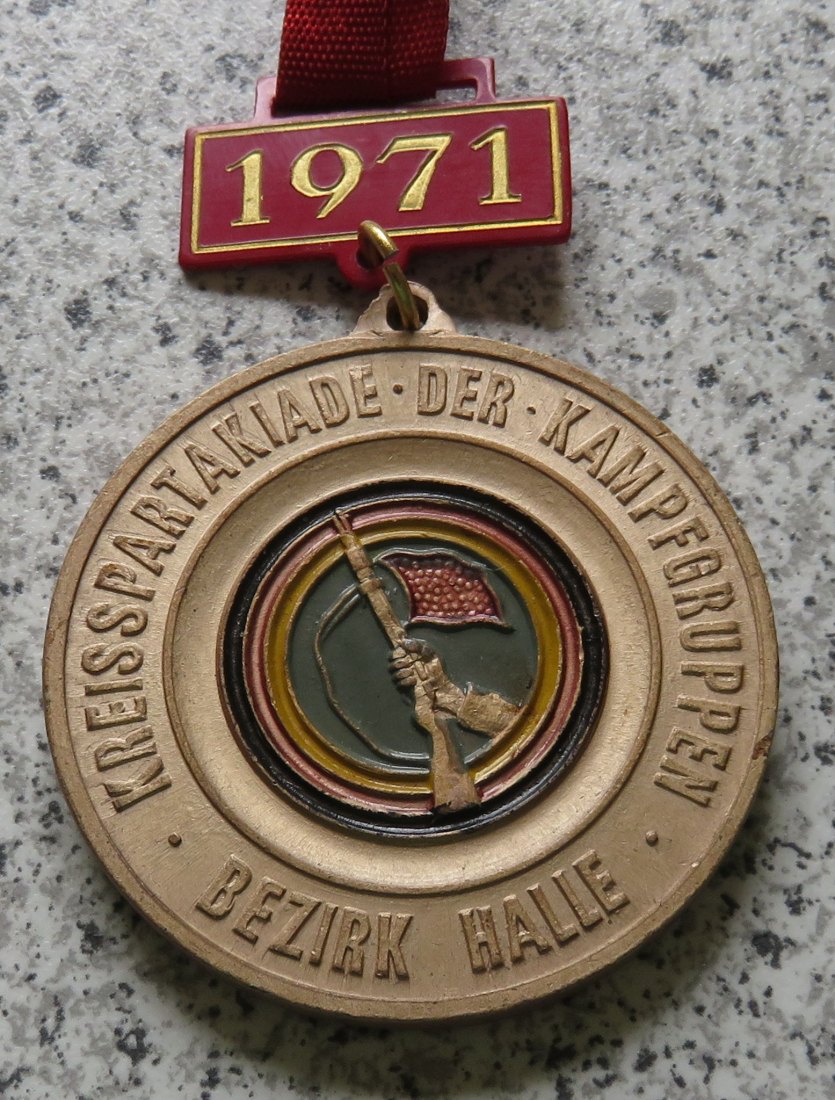 1971
KREISSPARTAKIADE · DER · KAMPFGRUPPEN
· BEZIRK HALLE ·